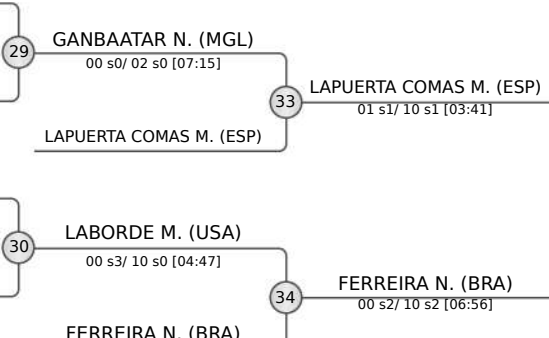 29
GANBAATAR N. (MGL)
00 s0/ 02 s0 [07:15]
33
LAPUERTA COMAS M. (ESP)
01 s1/ 10 s1 [03:41]
LAPUERTA COMAS M. (ESP)
30
LABORDE M. (USA)
00 s3/ 10 s0 [04:47]
34
FERREIRA N. (BRA)
00 s2/ 10 s2 [06:56]
FERREIRA N. (BRA)